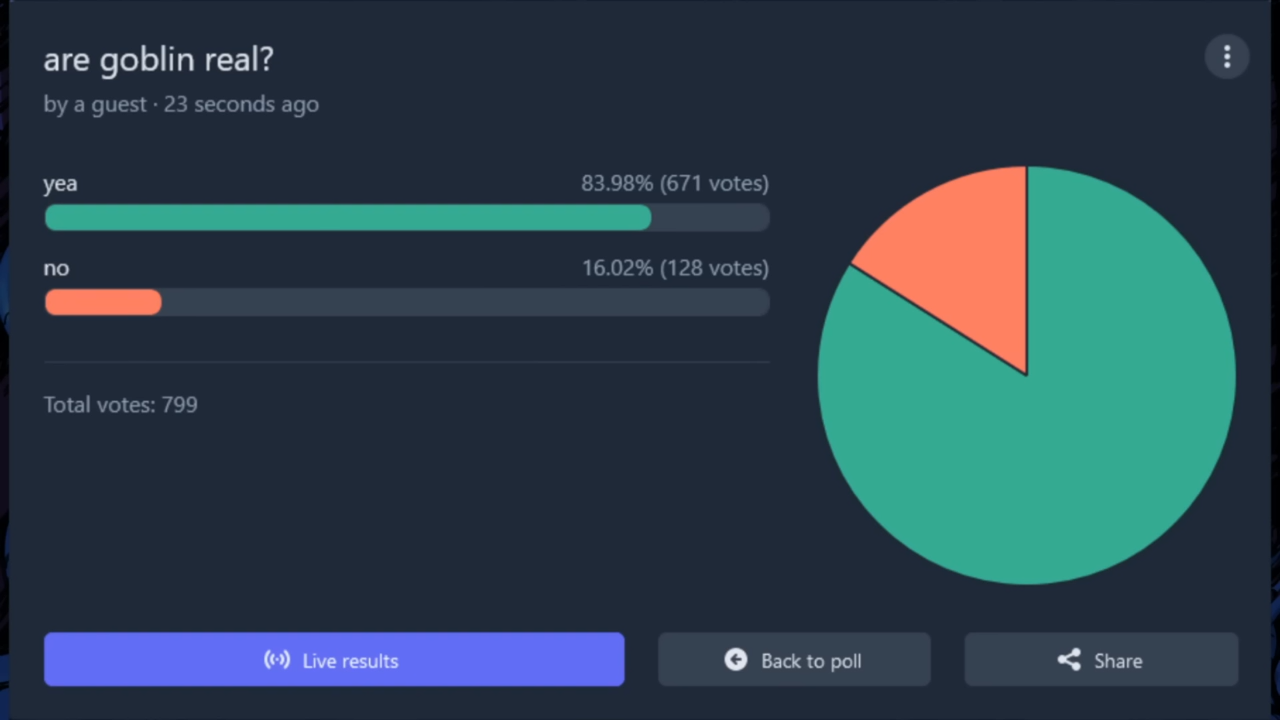 are goblin real?
by a guest · 23 seconds ago
yea 83.98% (671 votes)
no 16.02% (128 votes)
Total votes: 799
Live results Back to poll Share